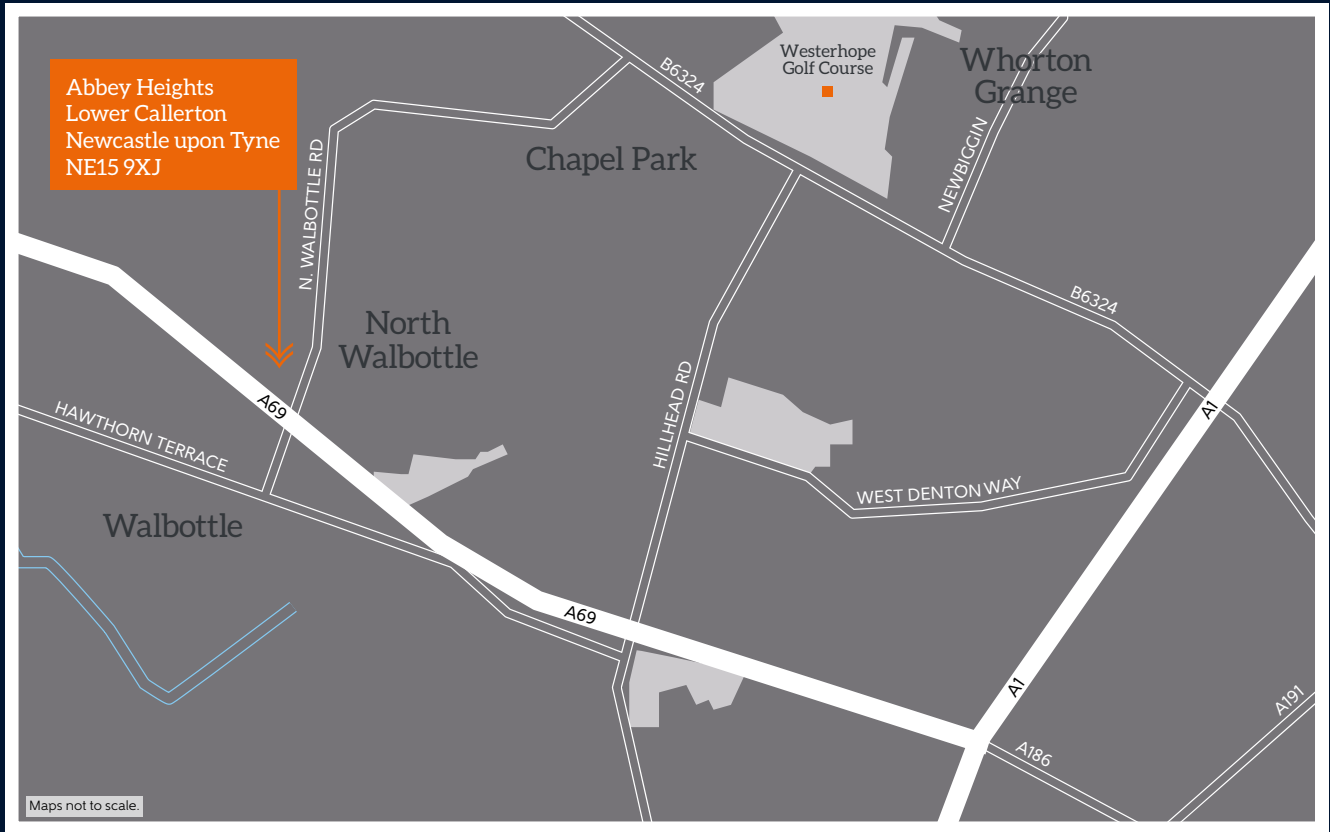 Abbey Heights
Lower Callerton
Newcastle upon Tyne
NE15 9XJ
Westerhope
Golf Course
Whorton
Grange
B6324
Chapel Park
NEWBIGGIN
N. WALBOTTLE RD
B6324
North
Walbottle
HILLHEAD RD
A69
A1
HAWTHORN TERRACE
WEST DENTON WAY
Walbottle
A69
A1
A191
A186
Maps not to scale.